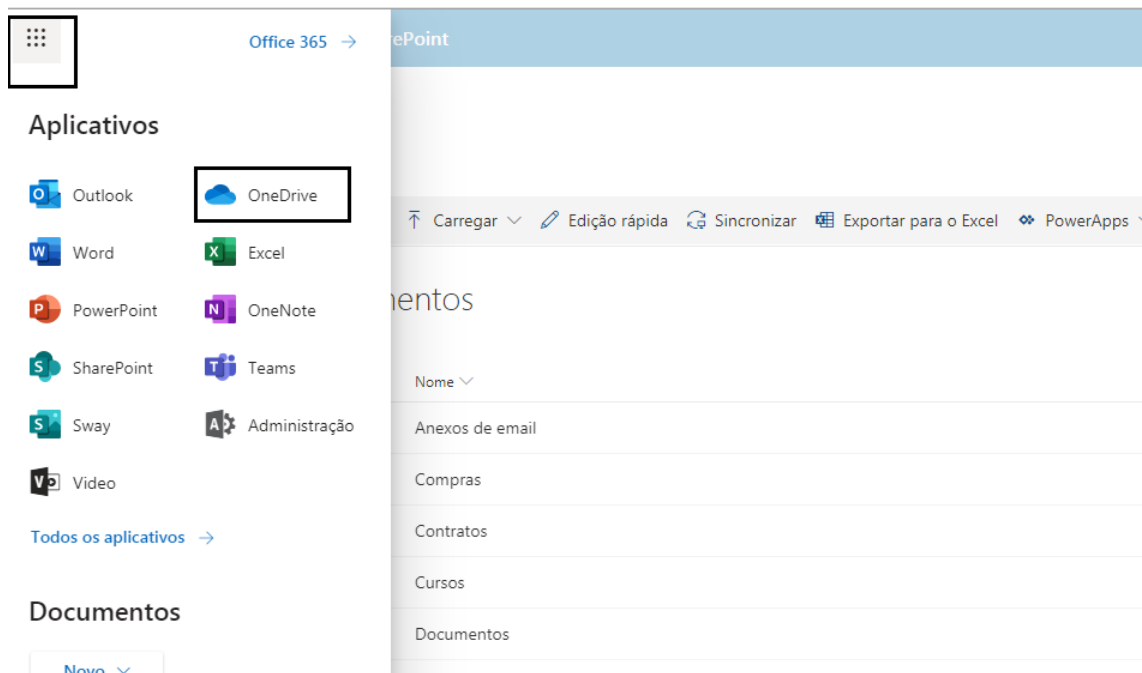 Office 365 →
ePoint
Aplicativos
Outlook
OneDrive
Word
Excel
PowerPoint
OneNote
SharePoint
Teams
Sway
Administração
Video
Todos os aplicativos →
Documentos
Novo
Carregar
Edição rápida
Sincronizar
Exportar para o Excel
PowerApps
entos
Nome
Anexos de email
Compras
Contratos
Cursos
Documentos